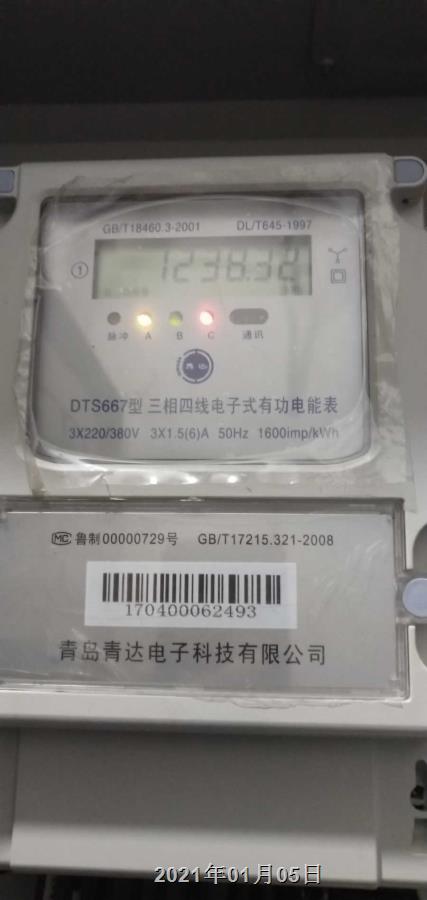 GB/T18460.3-2001 DL/T645-1997
① 1236.32
脉冲 A B C 通讯
DTS667型 三相四线电子式有功电能表
3X220/380V 3X1.5(6)A 50Hz 1600imp/kWh
MC 鲁制00000729号 GB/T17215.321-2008
170400062493
青岛青达电子科技有限公司
2021年01月05日